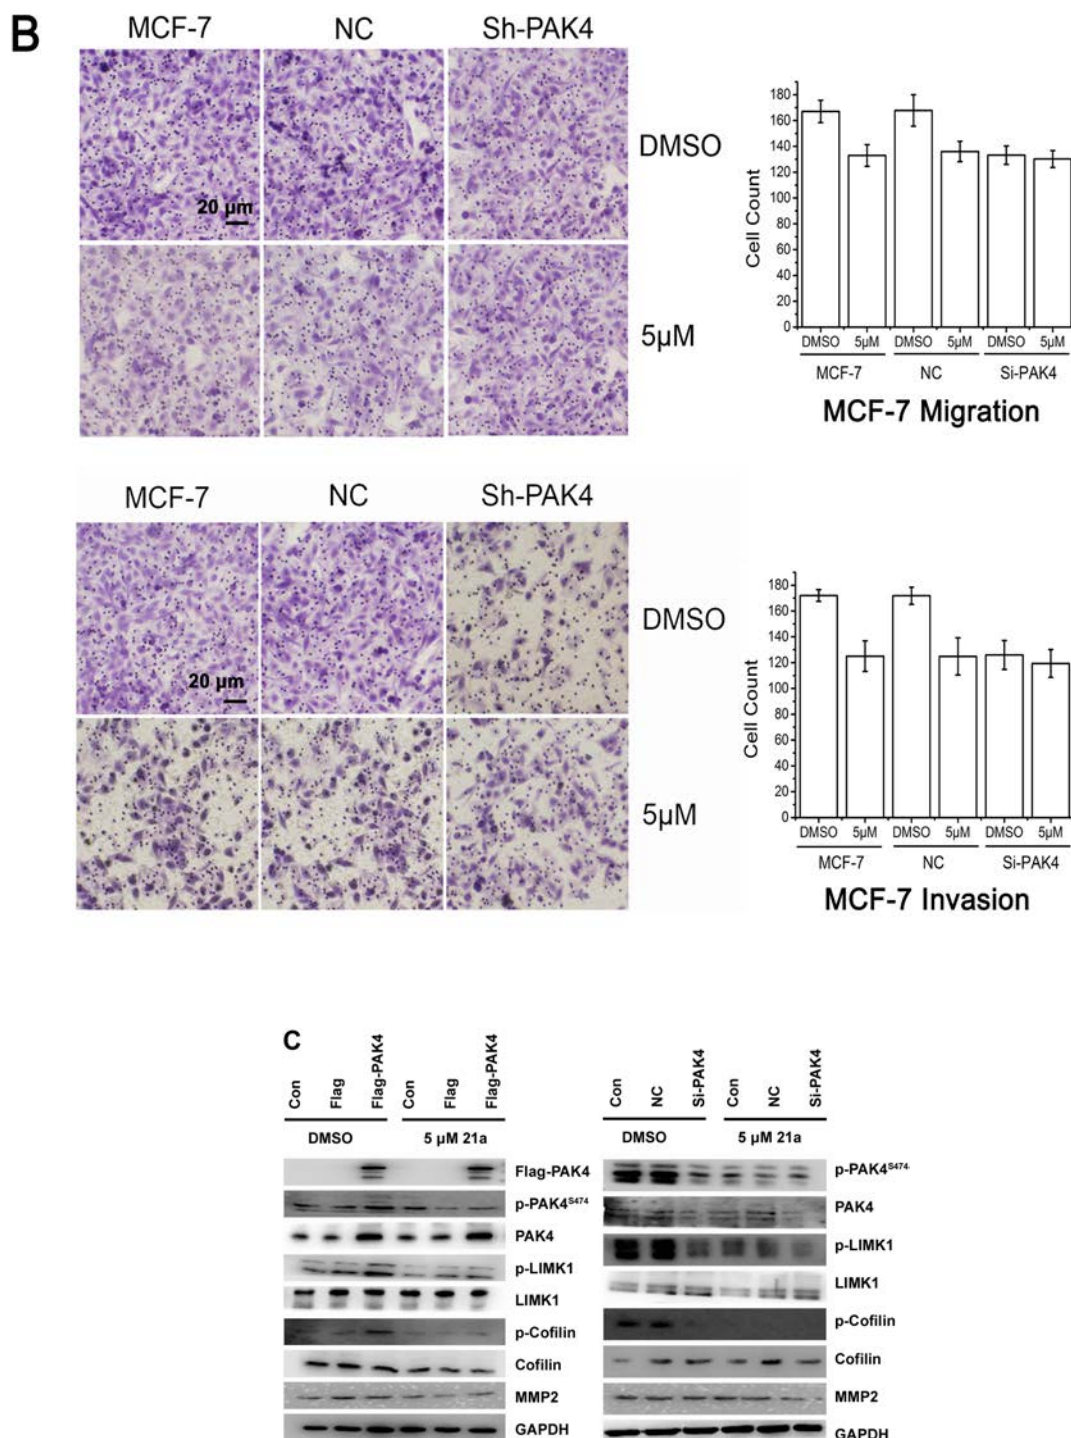 B
MCF-7 NC Sh-PAK4
DMSO
20 µm
5µM
180
160
140
120
100
80
60
40
20
0
Cell Count
DMSO 5µM DMSO 5µM DMSO 5µM
MCF-7 NC Si-PAK4
MCF-7 Migration
MCF-7 NC Sh-PAK4
DMSO
20 µm
5µM
180
160
140
120
100
80
60
40
20
0
Cell Count
DMSO 5µM DMSO 5µM DMSO 5µM
MCF-7 NC Si-PAK4
MCF-7 Invasion
C
Con Flag Flag-PAK4 Con Flag Flag-PAK4
DMSO 5 µM 21a
Flag-PAK4
p-PAK4S474
PAK4
p-LIMK1
LIMK1
p-Cofilin
Cofilin
MMP2
GAPDH
Con NC Si-PAK4 Con NC Si-PAK4
DMSO 5 µM 21a
p-PAK4S474
PAK4
p-LIMK1
LIMK1
p-Cofilin
Cofilin
MMP2
GAPDH